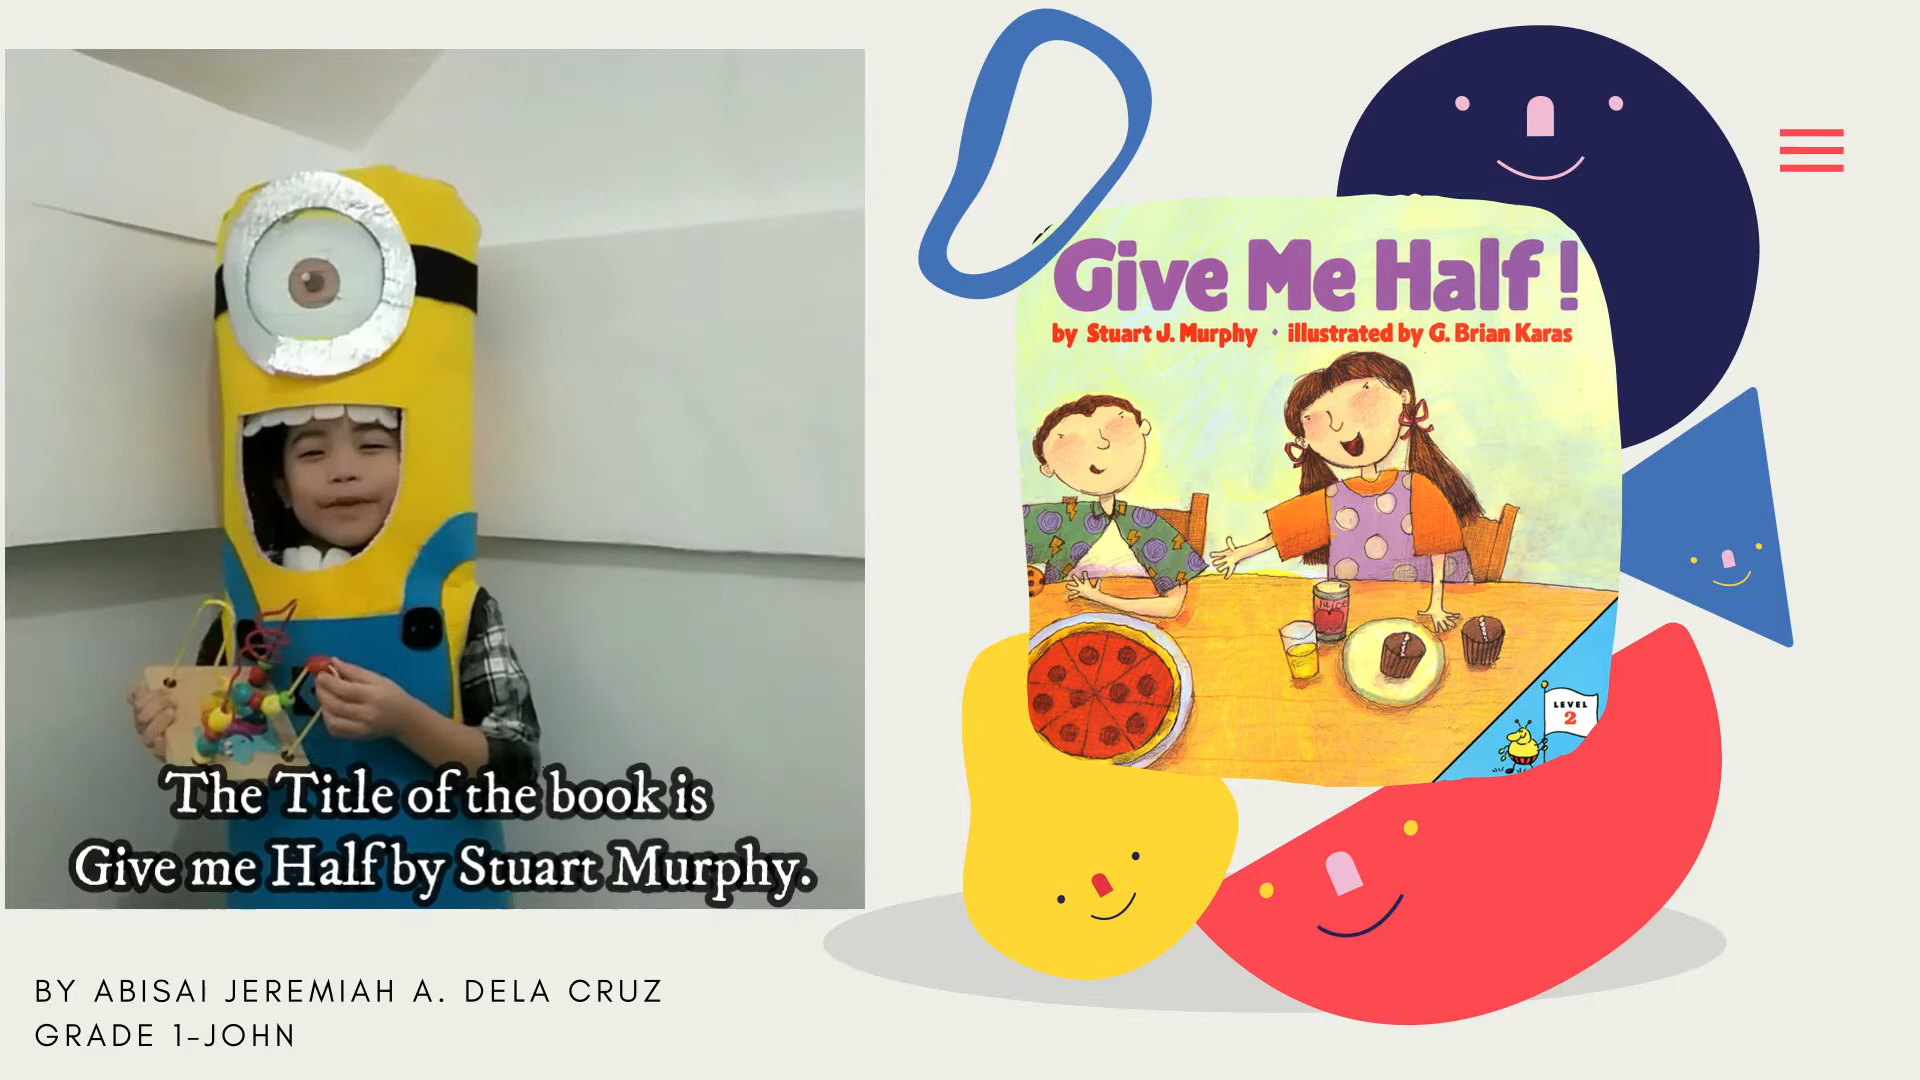 The Title of the book is
Give me Half by Stuart Murphy.
BY ABISAI JEREMIAH A. DELA CRUZ
GRADE 1-JOHN
Give Me Half!
by Stuart J. Murphy • illustrated by G. Brian Karas
JUICE
LEVEL
2